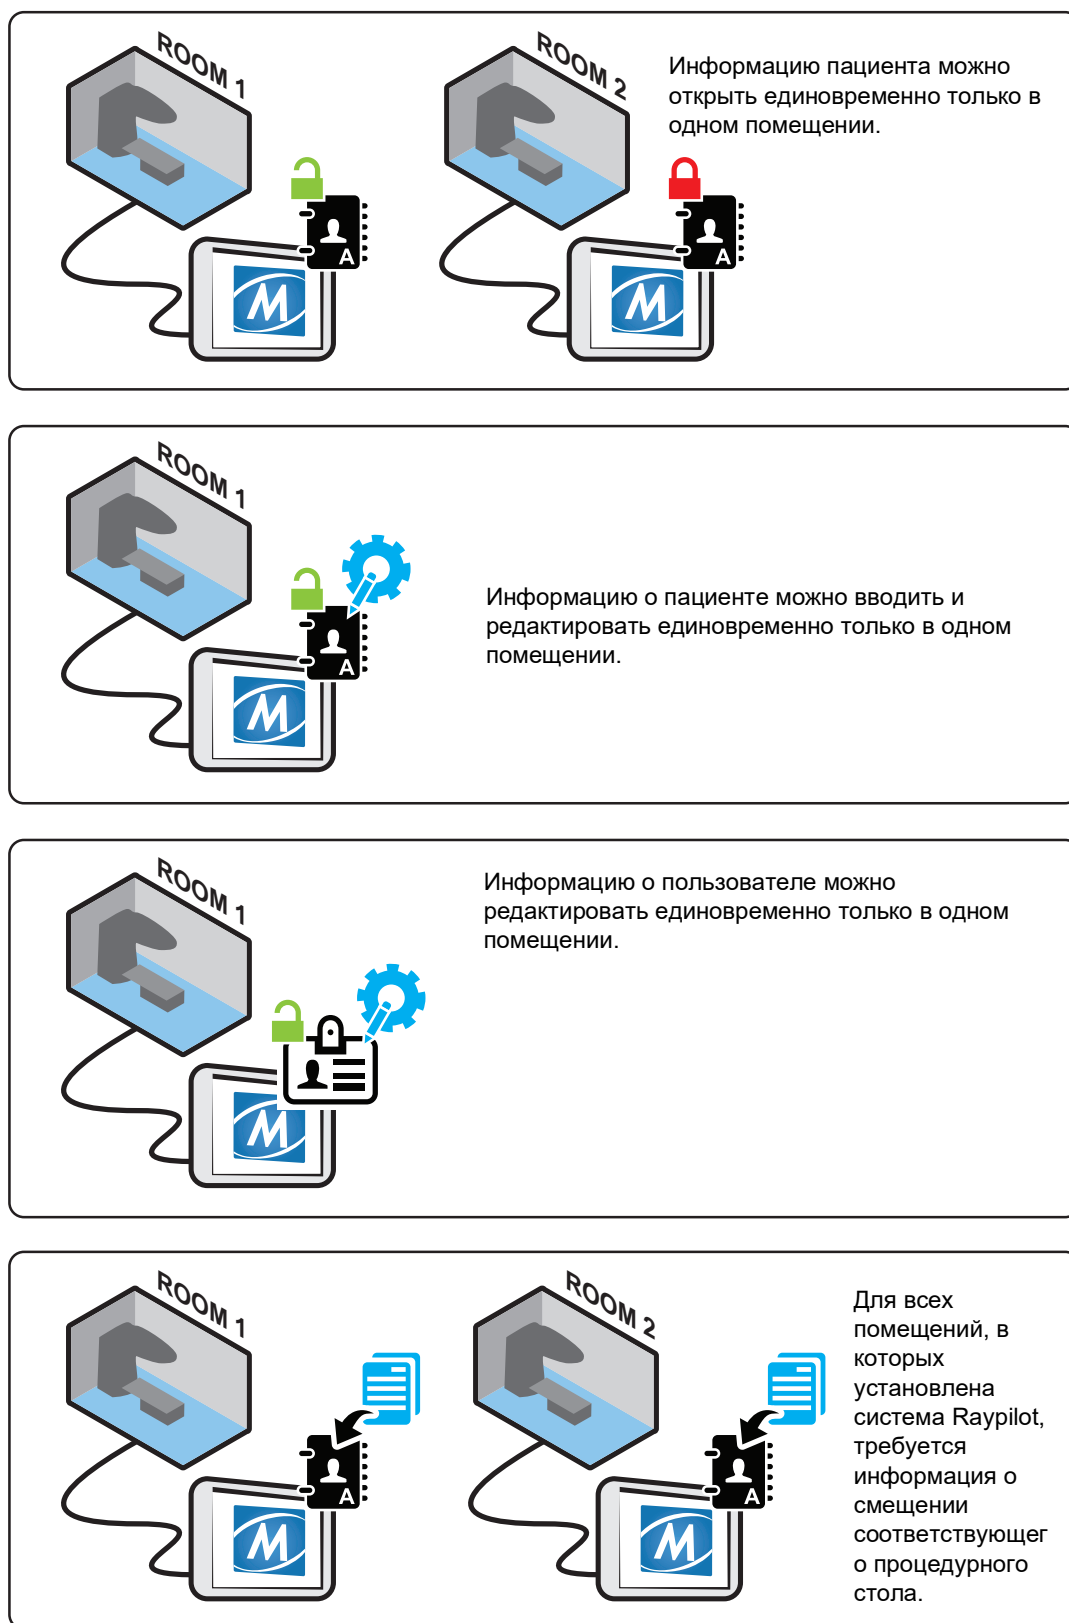 ROOM 1
ROOM 2
Информацию пациента можно
открыть единовременно только в
одном помещении.
A
A
M
M
ROOM 1
Информацию о пациенте можно вводить и
редактировать единовременно только в одном
помещении.
A
M
ROOM 1
Информацию о пользователе можно
редактировать единовременно только в одном
помещении.
M
ROOM 1
ROOM 2
Для всех
помещений, в
которых
установлена
система Raypilot,
требуется
информация о
смещении
соответствующег
о процедурного
стола.
A
A
M
M